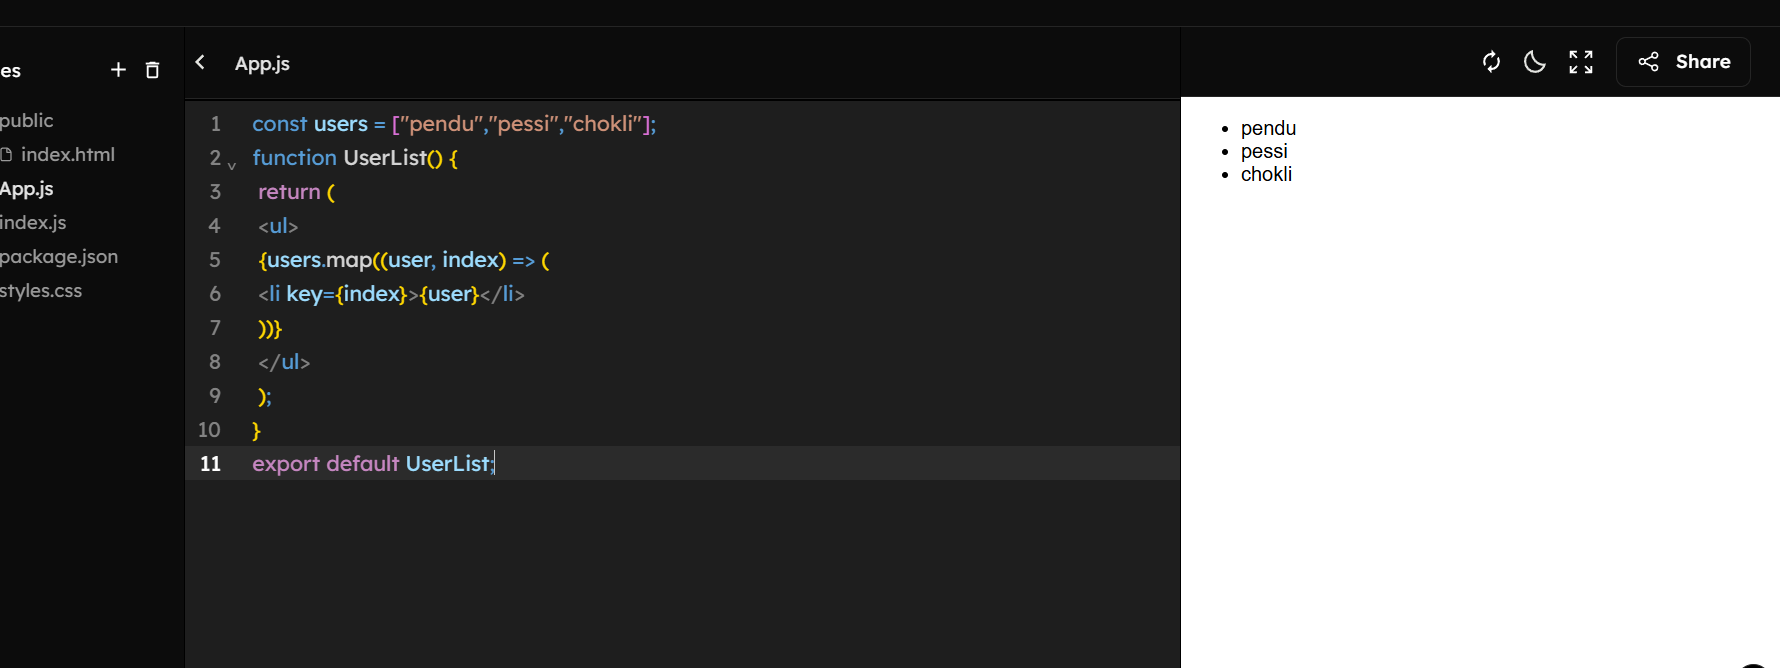 es
App.js
Share
public
index.html
App.js
index.js
package.json
styles.css
1 const users = ["pendu","pessi","chokli"];
2 function UserList() {
3 return (
4 <ul>
5 {users.map((user, index) => (
6 <li key={index}>{user}</li>
7 ))}
8 </ul>
9 );
10 }
11 export default UserList;
pendu
pessi
chokli